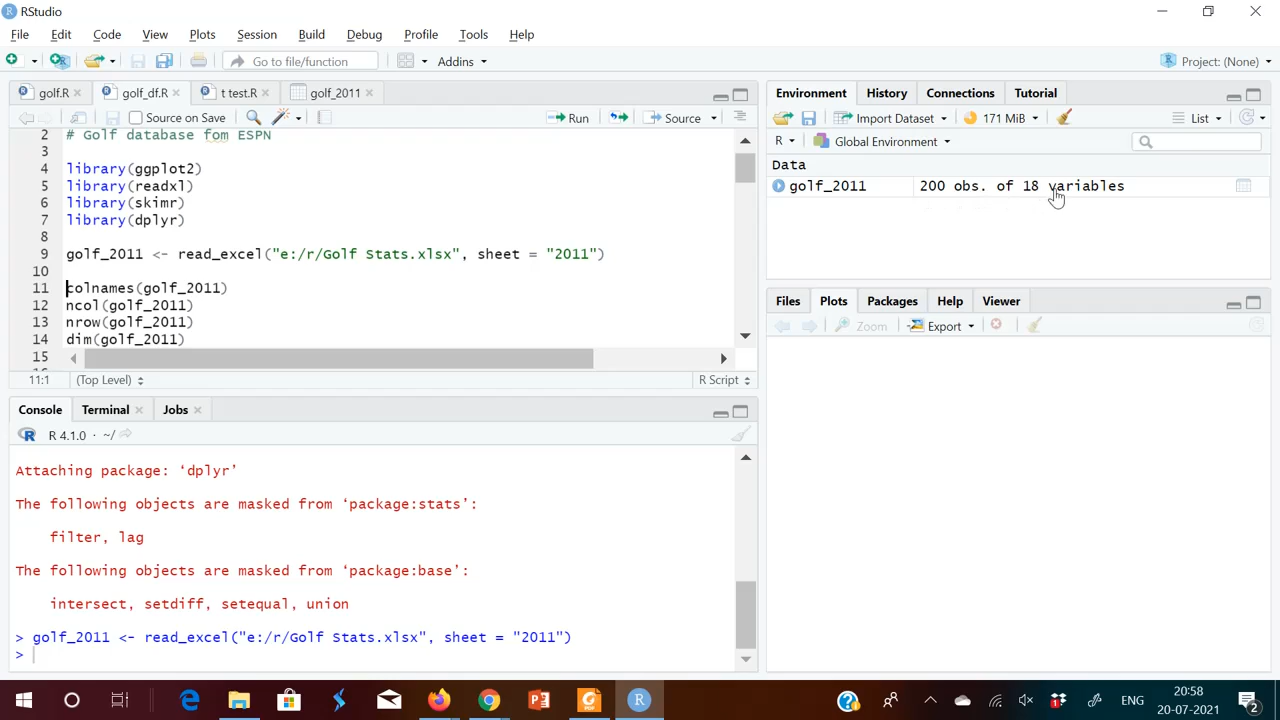 RStudio
File Edit Code View Plots Session Build Debug Profile Tools Help
Go to file/function Addins Project: (None)
golf.R golf_df.R t test.R golf_2011
Source on Save Run Source
2 # Golf database fom ESPN
3
4 library(ggplot2)
5 library(readxl)
6 library(skimr)
7 library(dplyr)
8
9 golf_2011 <- read_excel("e:/r/Golf Stats.xlsx", sheet = "2011")
10
11 colnames(golf_2011)
12 ncol(golf_2011)
13 nrow(golf_2011)
14 dim(golf_2011)
15
11:1 (Top Level) R Script
Console Terminal Jobs
R 4.1.0 · ~/
Attaching package: ‘dplyr’
The following objects are masked from ‘package:stats’:
filter, lag
The following objects are masked from ‘package:base’:
intersect, setdiff, setequal, union
> golf_2011 <- read_excel("e:/r/Golf Stats.xlsx", sheet = "2011")
>
Environment History Connections Tutorial
Import Dataset 171 MiB List
R Global Environment
Data
golf_2011 200 obs. of 18 variables
Files Plots Packages Help Viewer
Zoom Export
ENG 20:58
20-07-2021 2